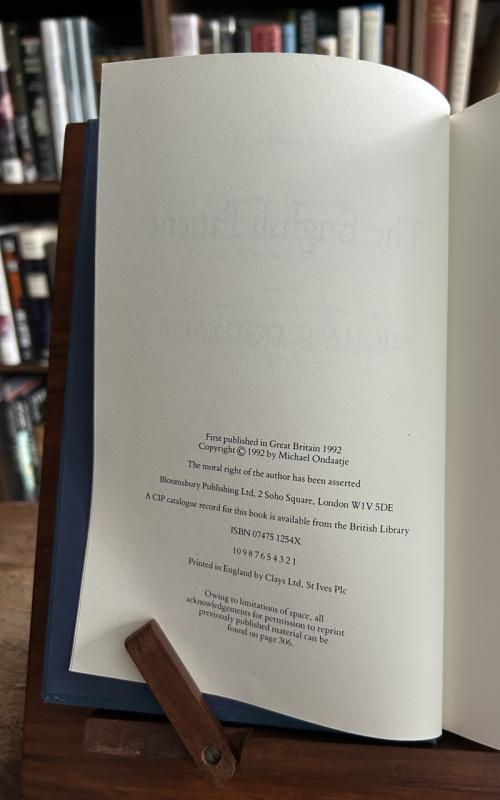 First published in Great Britain 1992
Copyright © 1992 by Michael Ondaatje
The moral right of the author has been asserted
Bloomsbury Publishing Ltd, 2 Soho Square, London W1V 5DE
A CIP catalogue record for this book is available from the British Library
ISBN 07475 1254X
10 9 8 7 6 5 4 3 2 1
Printed in England by Clays Ltd, St Ives Plc
Owing to limitations of space, all
acknowledgements for permission to reprint
previously published material can be
found on page 306.